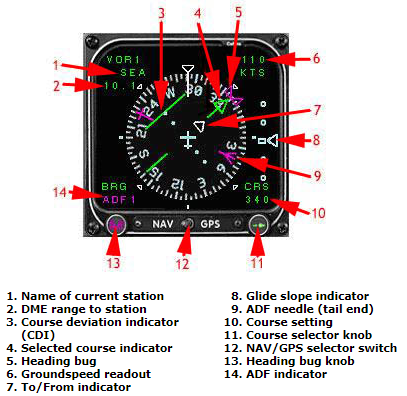 4 5
3
VOR1 110 6
1 SEA KTS
2 10.1
24 W 30 33
21 N
7
8
S 3
15 12 E 6
9
14 BRG CRS
ADF1 340 10
NAV GPS
13 12 11
1. Name of current station
2. DME range to station
3. Course deviation indicator
(CDI)
4. Selected course indicator
5. Heading bug
6. Groundspeed readout
7. To/From indicator
8. Glide slope indicator
9. ADF needle (tail end)
10. Course setting
11. Course selector knob
12. NAV/GPS selector switch
13. Heading bug knob
14. ADF indicator